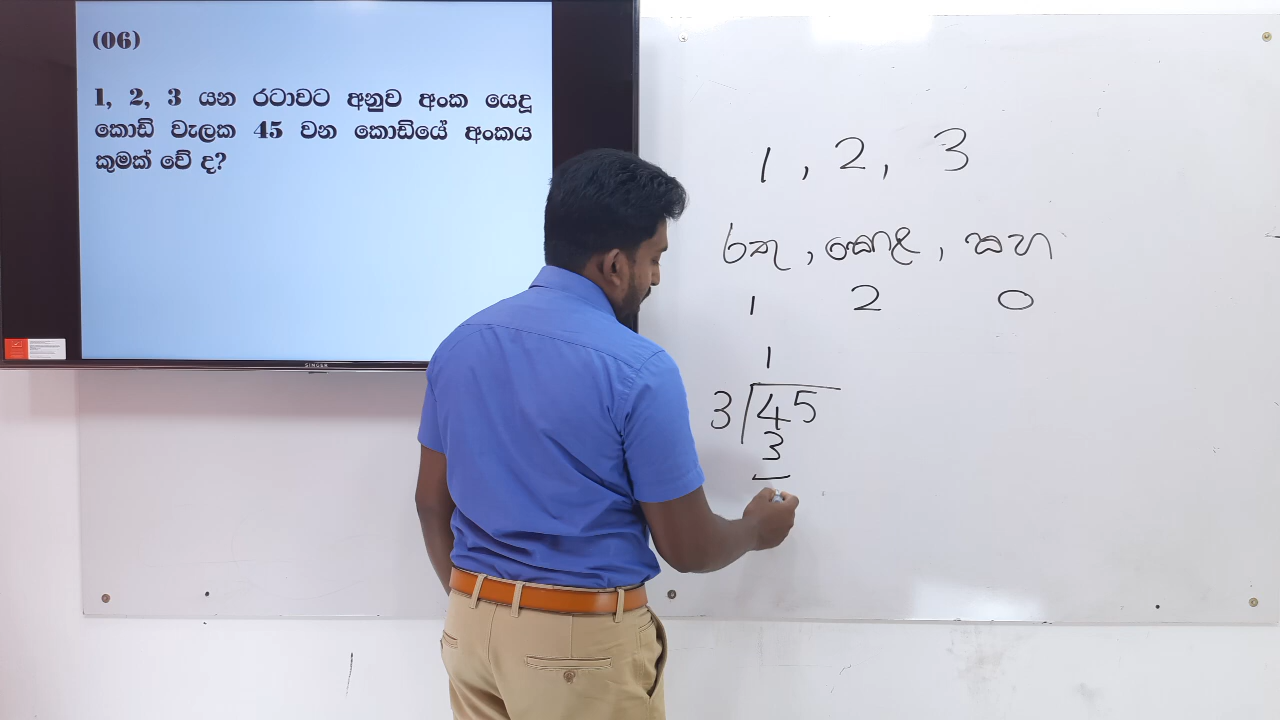 (06)
1, 2, 3 යන රටාවට අනුව අංක යෙදූ
කොඩි වැලක 45 වන කොඩියේ අංකය
කුමක් වේ ද?
SINGER
1, 2, 3
රතු, කොළ, කහ
1 2 0
1
3 45
3